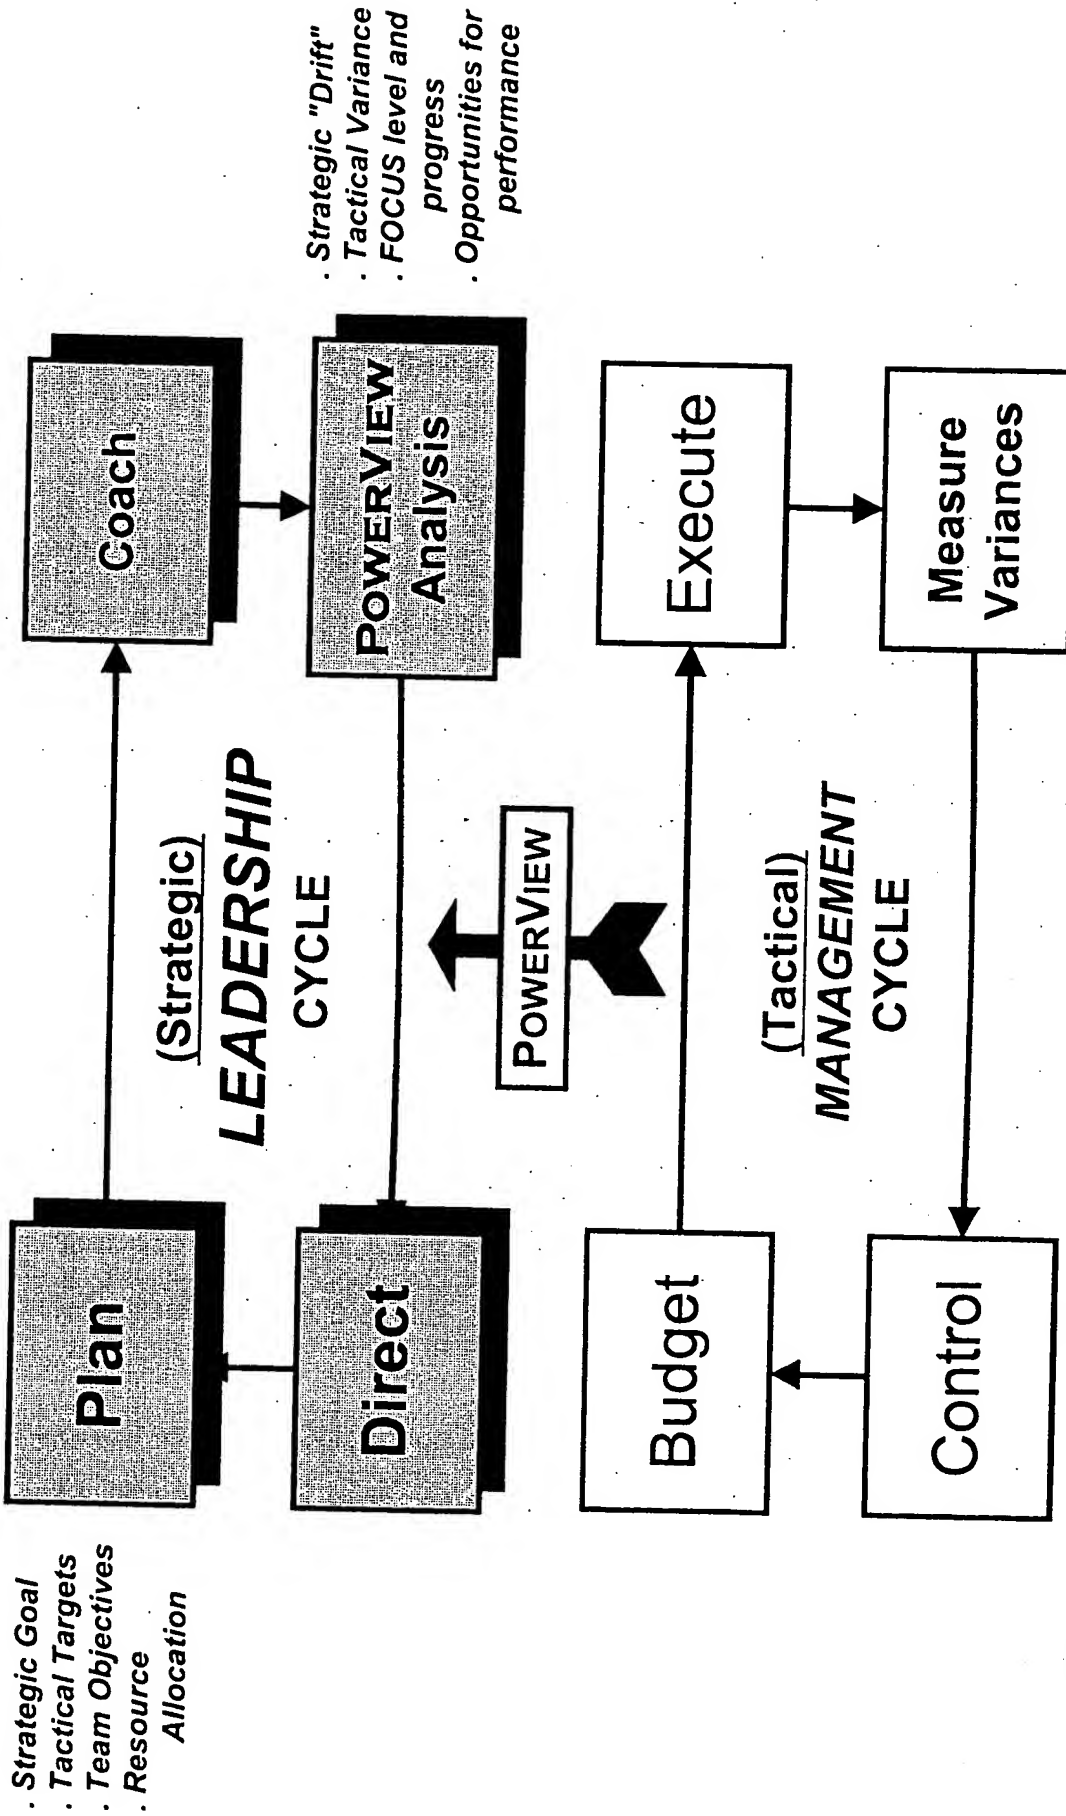 . Strategic Goal
. Tactical Targets
. Team Objectives
. Resource
Allocation
Plan
Coach
(Strategic)
LEADERSHIP
CYCLE
Direct
POWERVIEW
Analysis
. Strategic "Drift"
. Tactical Variance
. FOCUS level and
progress
. Opportunities for
performance
POWERVIEW
Budget
Execute
(Tactical)
MANAGEMENT
CYCLE
Control
Measure
Variances